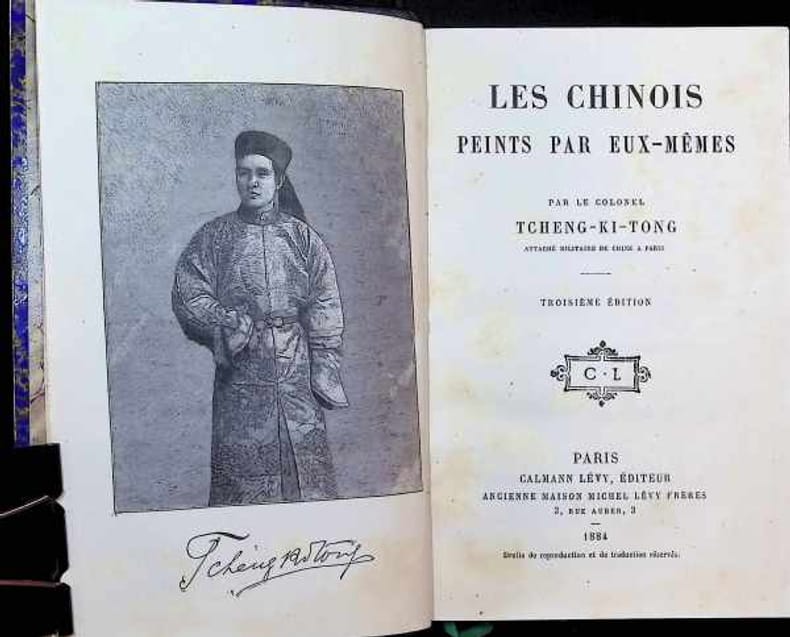 Tcheng Ki Tong
LES CHINOIS
PEINTS PAR EUX-MÊMES
PAR LE COLONEL
TCHENG-KI-TONG
ATTACHÉ MILITAIRE DE CHINE A PARIS
TROISIÈME ÉDITION
C · L
PARIS
CALMANN LÉVY, ÉDITEUR
ANCIENNE MAISON MICHEL LÉVY FRÈRES
3, RUE AUBER, 3
1884
Droits de reproduction et de traduction réservés.